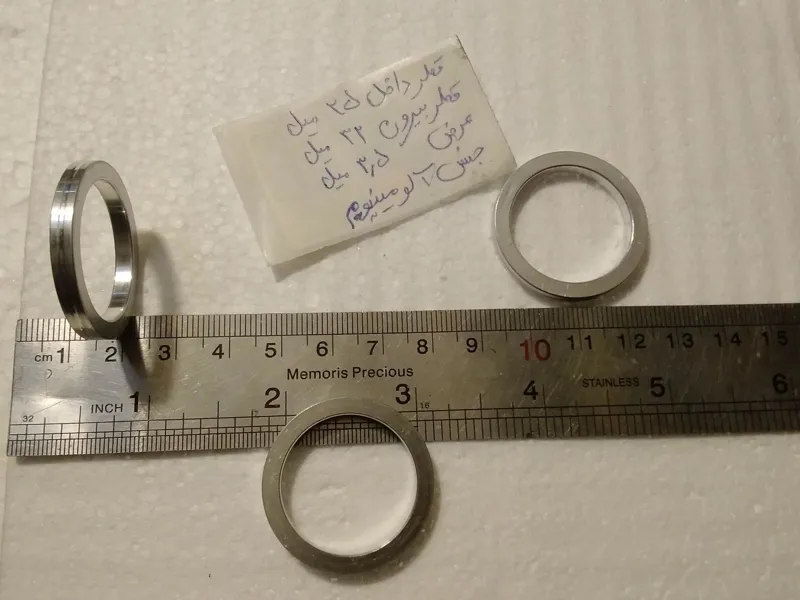 قطر داخل ۲۵ میل
قطر بیرون ۳۲ میل
عرض ۳٫۵ میل
جنس آلومینیوم
cm 1 2 3 4 5 6 7 8 9 10 11 12 13 14 15
Memoris Precious
STAINLESS
INCH 1 2 3 4 5 6
32 16